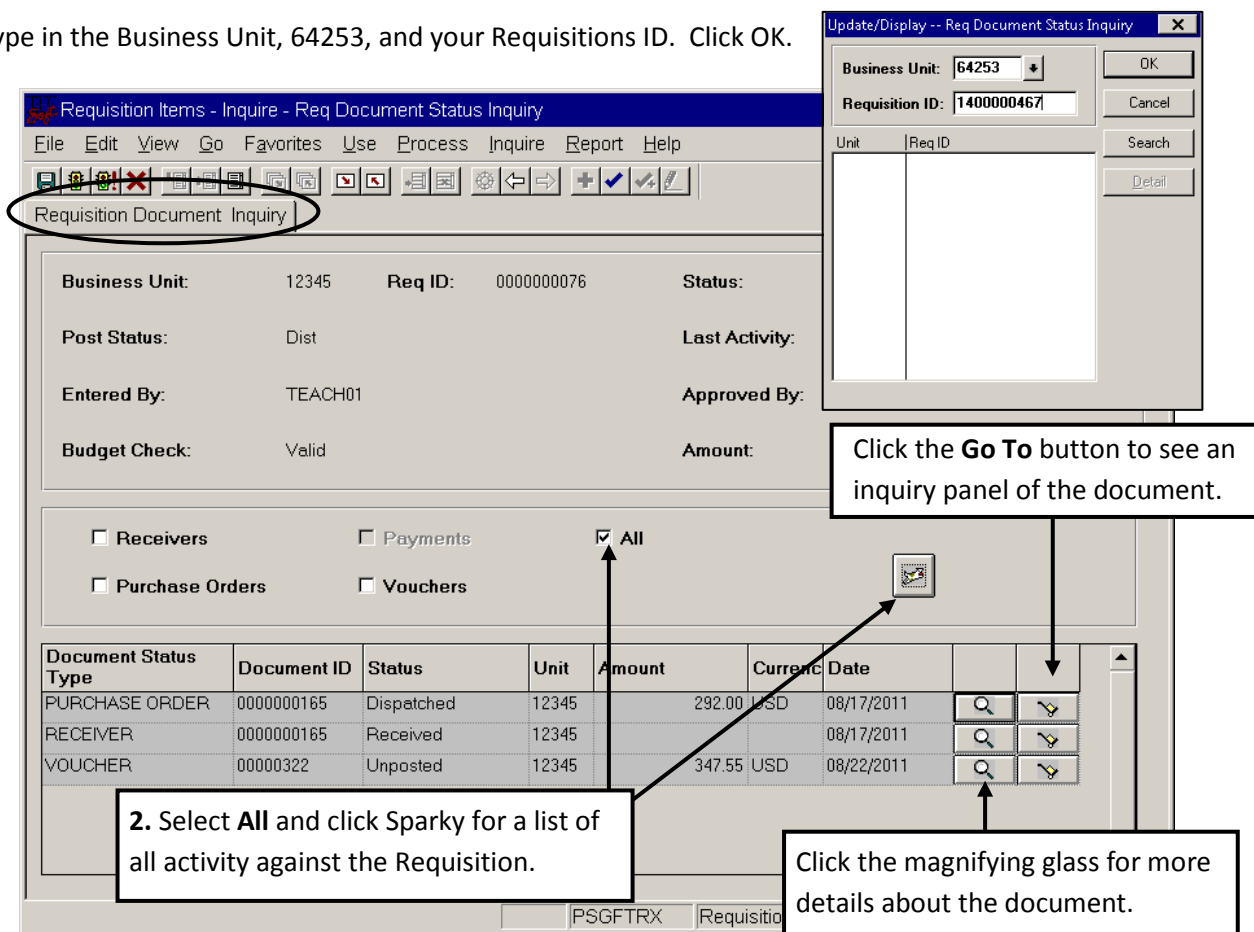 ype in the Business Unit, 64253, and your Requisitions ID.  Click OK.
Update/Display -- Req Document Status Inquiry
Business Unit: 64253
OK
Requisition ID: 1400000467
Cancel
Unit Req ID
Search
Detail
Requisition Items - Inquire - Req Document Status Inquiry
File Edit View Go Favorites Use Process Inquire Report Help
Requisition Document Inquiry
Business Unit: 12345 Req ID: 0000000076 Status:
Post Status: Dist Last Activity:
Entered By: TEACH01 Approved By:
Budget Check: Valid Amount:
Click the Go To button to see an
inquiry panel of the document.
Receivers Payments All
Purchase Orders Vouchers
Document Status
Type Document ID Status Unit Amount Currenc Date
PURCHASE ORDER 0000000165 Dispatched 12345 292.00 USD 08/17/2011
RECEIVER 0000000165 Received 12345 08/17/2011
VOUCHER 00000322 Unposted 12345 347.55 USD 08/22/2011
2. Select All and click Sparky for a list of
all activity against the Requisition.
Click the magnifying glass for more
details about the document.
PSGFTRX Requisitio